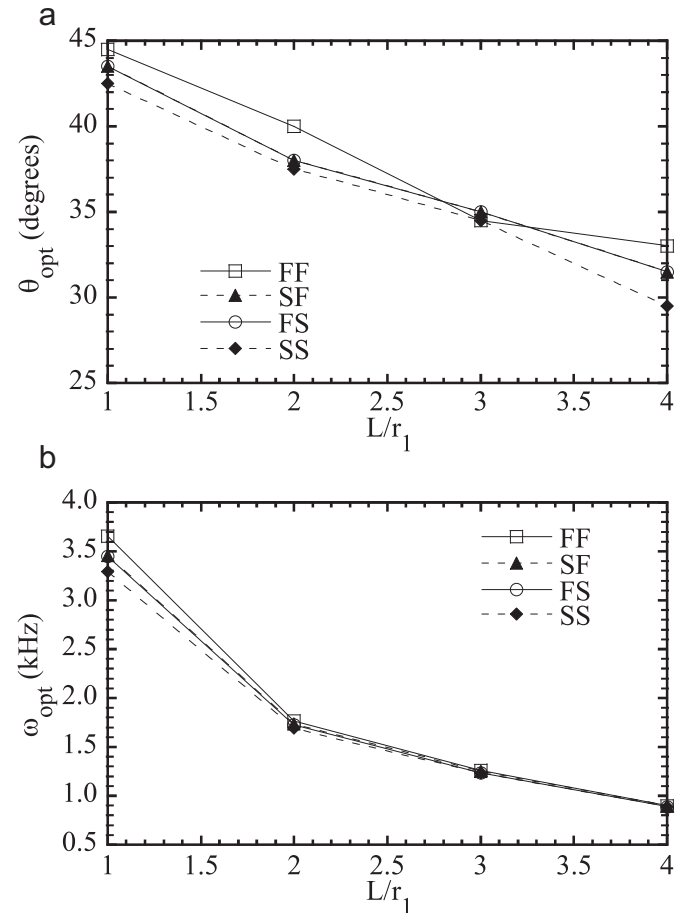 a
45
40
35
30
25
θopt (degrees)
FF
SF
FS
SS
1 1.5 2 2.5 3 3.5 4
L/r1
b
4.0
3.5
3.0
2.5
2.0
1.5
1.0
0.5
ωopt (kHz)
FF
SF
FS
SS
1 1.5 2 2.5 3 3.5 4
L/r1